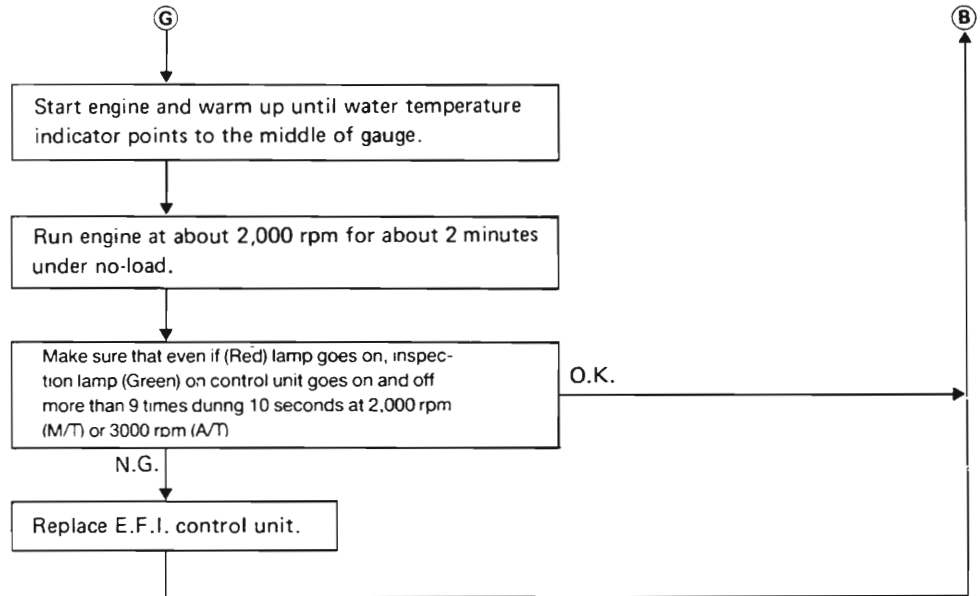 G
B
Start engine and warm up until water temperature
indicator points to the middle of gauge.
Run engine at about 2,000 rpm for about 2 minutes
under no-load.
Make sure that even if (Red) lamp goes on, inspec-
tion lamp (Green) on control unit goes on and off
more than 9 times dunng 10 seconds at 2,000 rpm
(M/T) or 3000 rpm (A/T)
O.K.
N.G.
Replace E.F.I. control unit.